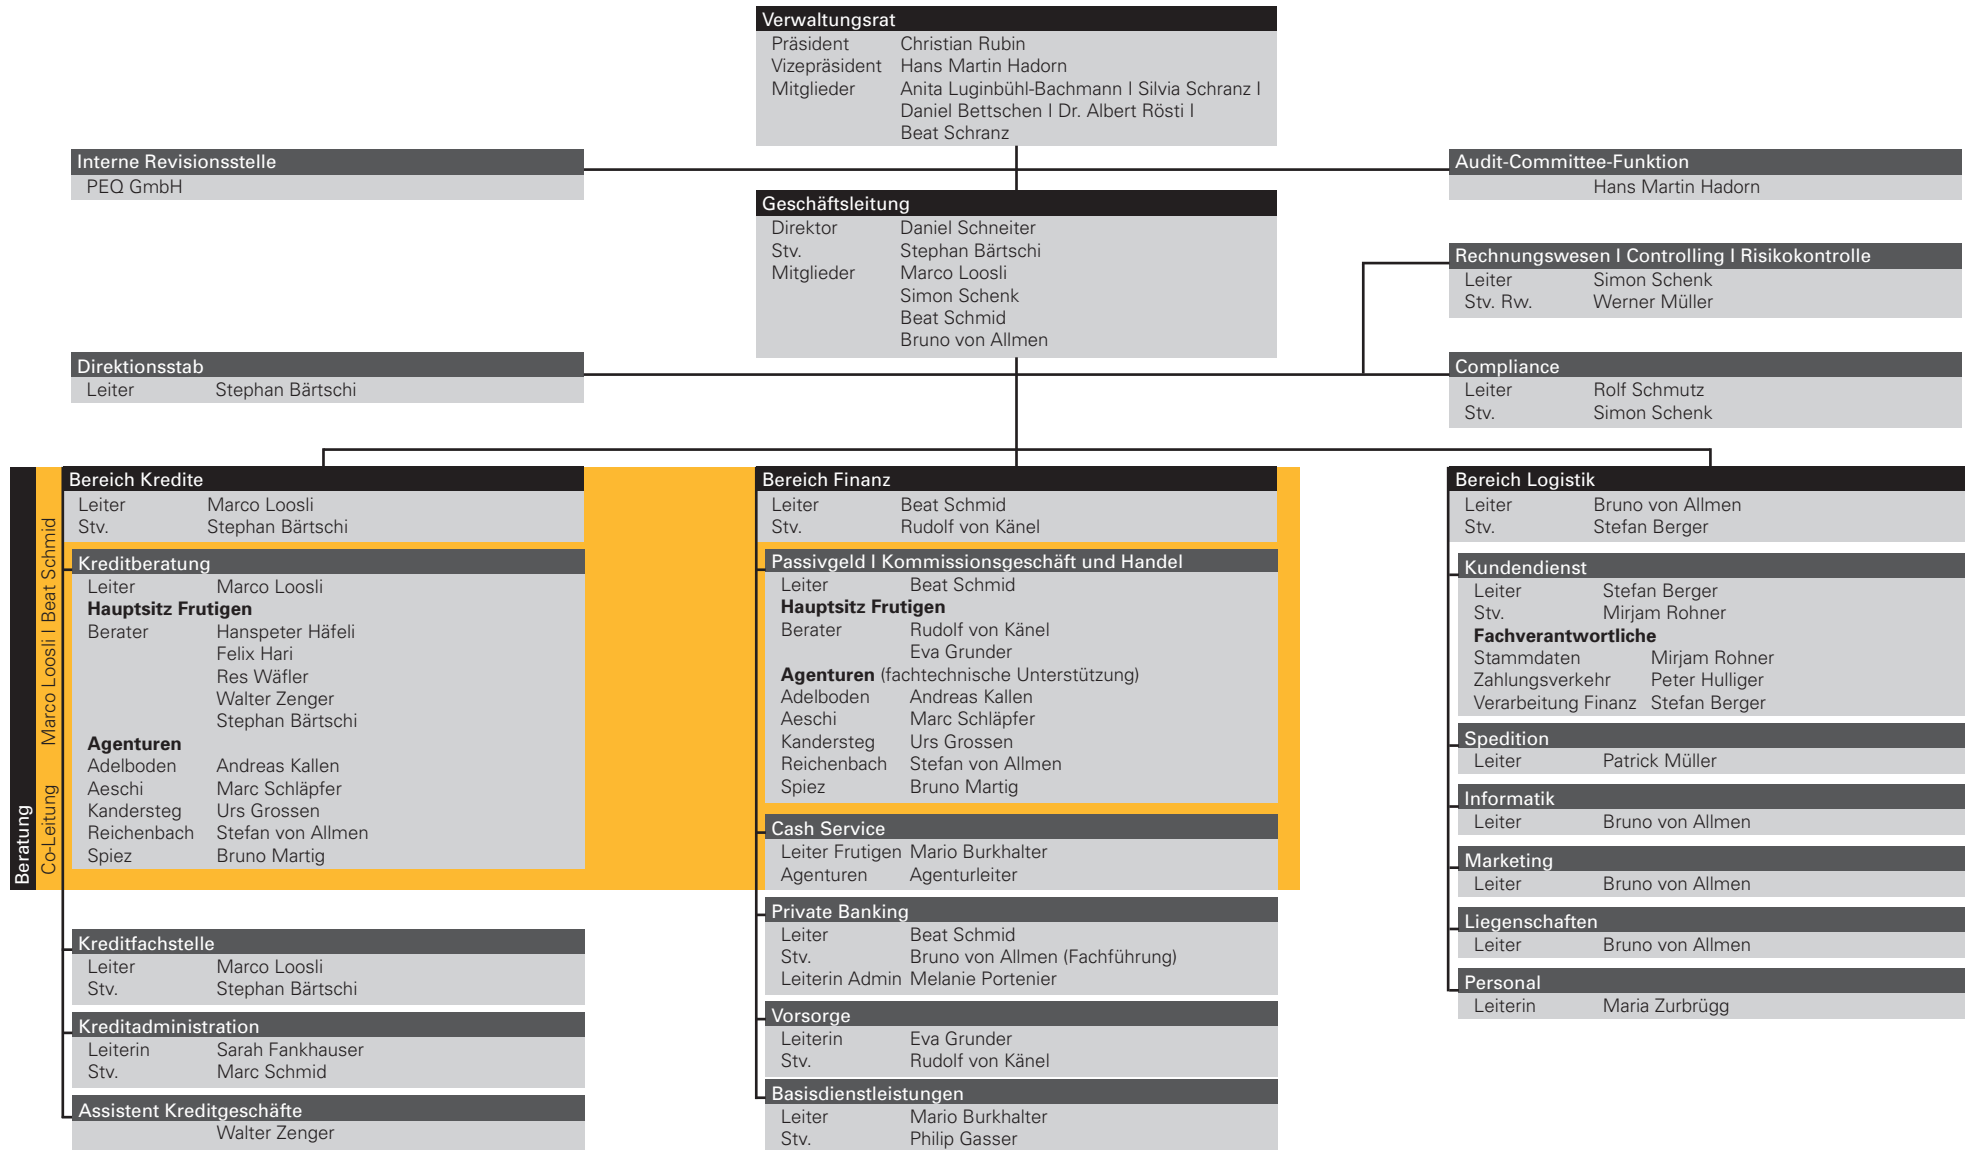 Verwaltungsrat
Präsident Christian Rubin
Vizepräsident Hans Martin Hadorn
Mitglieder Anita Luginbühl-Bachmann I Silvia Schranz I
Daniel Bettschen I Dr. Albert Rösti I
Beat Schranz
Interne Revisionsstelle
PEQ GmbH
Audit-Committee-Funktion
Hans Martin Hadorn
Geschäftsleitung
Direktor Daniel Schneiter
Stv. Stephan Bärtschi
Mitglieder Marco Loosli
Simon Schenk
Beat Schmid
Bruno von Allmen
Rechnungswesen I Controlling I Risikokontrolle
Leiter Simon Schenk
Stv. Rw. Werner Müller
Direktionsstab
Leiter Stephan Bärtschi
Compliance
Leiter Rolf Schmutz
Stv. Simon Schenk
Beratung
Co-Leitung Marco Loosli I Beat Schmid
Bereich Kredite
Leiter Marco Loosli
Stv. Stephan Bärtschi
Kreditberatung
Leiter Marco Loosli
Hauptsitz Frutigen
Berater Hanspeter Häfeli
Felix Hari
Res Wäfler
Walter Zenger
Stephan Bärtschi
Agenturen
Adelboden Andreas Kallen
Aeschi Marc Schläpfer
Kandersteg Urs Grossen
Reichenbach Stefan von Allmen
Spiez Bruno Martig
Kreditfachstelle
Leiter Marco Loosli
Stv. Stephan Bärtschi
Kreditadministration
Leiterin Sarah Fankhauser
Stv. Marc Schmid
Assistent Kreditgeschäfte
Walter Zenger
Bereich Finanz
Leiter Beat Schmid
Stv. Rudolf von Känel
Passivgeld I Kommissionsgeschäft und Handel
Leiter Beat Schmid
Hauptsitz Frutigen
Berater Rudolf von Känel
Eva Grunder
Agenturen (fachtechnische Unterstützung)
Adelboden Andreas Kallen
Aeschi Marc Schläpfer
Kandersteg Urs Grossen
Reichenbach Stefan von Allmen
Spiez Bruno Martig
Cash Service
Leiter Frutigen Mario Burkhalter
Agenturen Agenturleiter
Private Banking
Leiter Beat Schmid
Stv. Bruno von Allmen (Fachführung)
Leiterin Admin Melanie Portenier
Vorsorge
Leiterin Eva Grunder
Stv. Rudolf von Känel
Basisdienstleistungen
Leiter Mario Burkhalter
Stv. Philip Gasser
Bereich Logistik
Leiter Bruno von Allmen
Stv. Stefan Berger
Kundendienst
Leiter Stefan Berger
Stv. Mirjam Rohner
Fachverantwortliche
Stammdaten Mirjam Rohner
Zahlungsverkehr Peter Hulliger
Verarbeitung Finanz Stefan Berger
Spedition
Leiter Patrick Müller
Informatik
Leiter Bruno von Allmen
Marketing
Leiter Bruno von Allmen
Liegenschaften
Leiter Bruno von Allmen
Personal
Leiterin Maria Zurbrügg